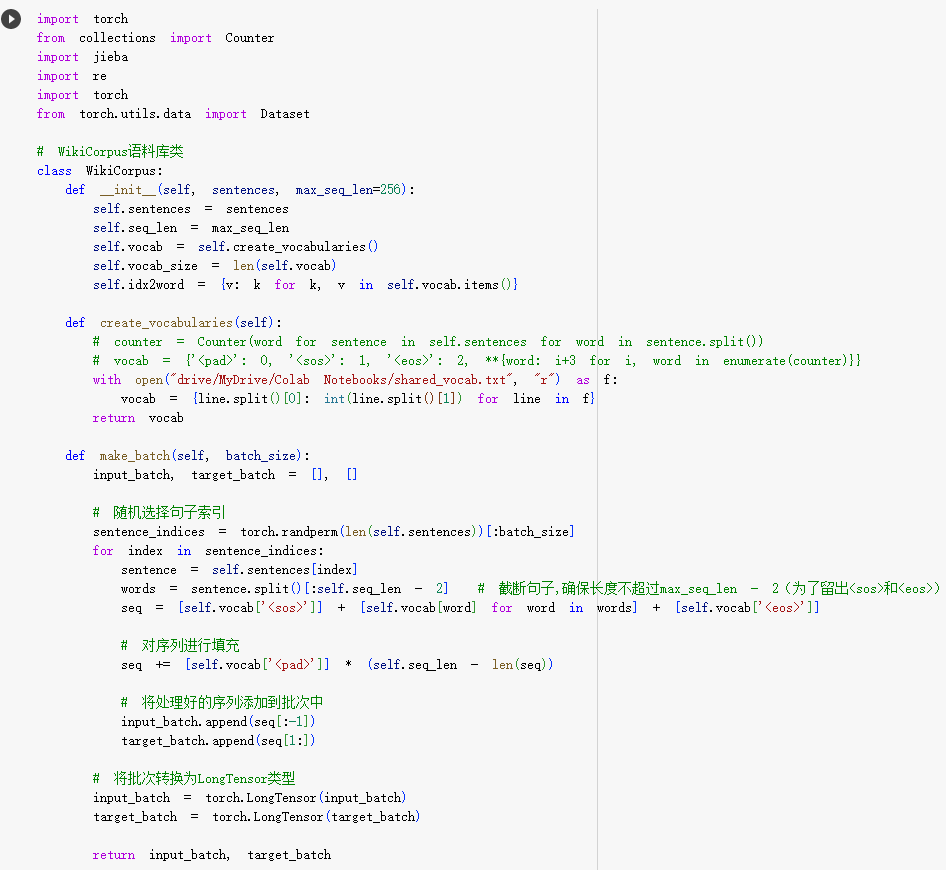 import torch
from collections import Counter
import jieba
import re
import torch
from torch.utils.data import Dataset
# WikiCorpus语料库类
class WikiCorpus:
    def __init__(self, sentences, max_seq_len=256):
        self.sentences = sentences
        self.seq_len = max_seq_len
        self.vocab = self.create_vocabularies()
        self.vocab_size = len(self.vocab)
        self.idx2word = {v: k for k, v in self.vocab.items()}
    def create_vocabularies(self):
        # counter = Counter(word for sentence in self.sentences for word in sentence.split())
        # vocab = {'<pad>': 0, '<sos>': 1, '<eos>': 2, **{word: i+3 for i, word in enumerate(counter)}}
        with open("drive/MyDrive/Colab Notebooks/shared_vocab.txt", "r") as f:
            vocab = {line.split()[0]: int(line.split()[1]) for line in f}
        return vocab
    def make_batch(self, batch_size):
        input_batch, target_batch = [], []
        # 随机选择句子索引
        sentence_indices = torch.randperm(len(self.sentences))[:batch_size]
        for index in sentence_indices:
            sentence = self.sentences[index]
            words = sentence.split()[:self.seq_len - 2]  # 截断句子,确保长度不超过max_seq_len - 2(为了留出<sos>和<eos>)
            seq = [self.vocab['<sos>']] + [self.vocab[word] for word in words] + [self.vocab['<eos>']]
            # 对序列进行填充
            seq += [self.vocab['<pad>']] * (self.seq_len - len(seq))
            # 将处理好的序列添加到批次中
            input_batch.append(seq[:-1])
            target_batch.append(seq[1:])
        # 将批次转换为LongTensor类型
        input_batch = torch.LongTensor(input_batch)
        target_batch = torch.LongTensor(target_batch)
        return input_batch, target_batch